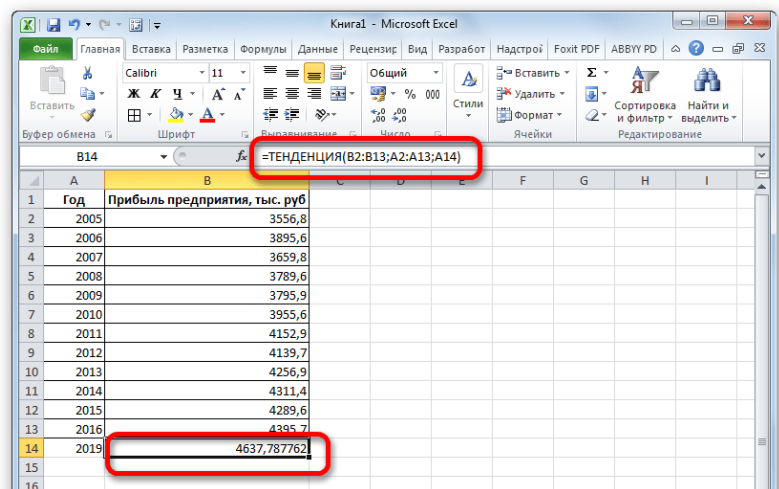 Книга1 - Microsoft Excel
Файл Главная Вставка Разметка Формулы Данные Рецензир Вид Разработ Надстрой Foxit PDF ABBYY PD
Вставить
Calibri 11
Ж К Ч
Общий
% 000
Стили
Вставить
Удалить
Формат
Σ
Сортировка и фильтр
Найти и выделить
Буфер обмена Шрифт Выравнивание Число Ячейки Редактирование
B14 fx =ТЕНДЕНЦИЯ(B2:B13;A2:A13;A14)
A B C D E F G H I
1 Год Прибыль предприятия, тыс. руб
2 2005 3556,8
3 2006 3895,6
4 2007 3659,8
5 2008 3789,6
6 2009 3795,9
7 2010 3955,6
8 2011 4152,9
9 2012 4139,7
10 2013 4256,9
11 2014 4311,4
12 2015 4289,6
13 2016 4395,7
14 2019 4637,787762
15
16